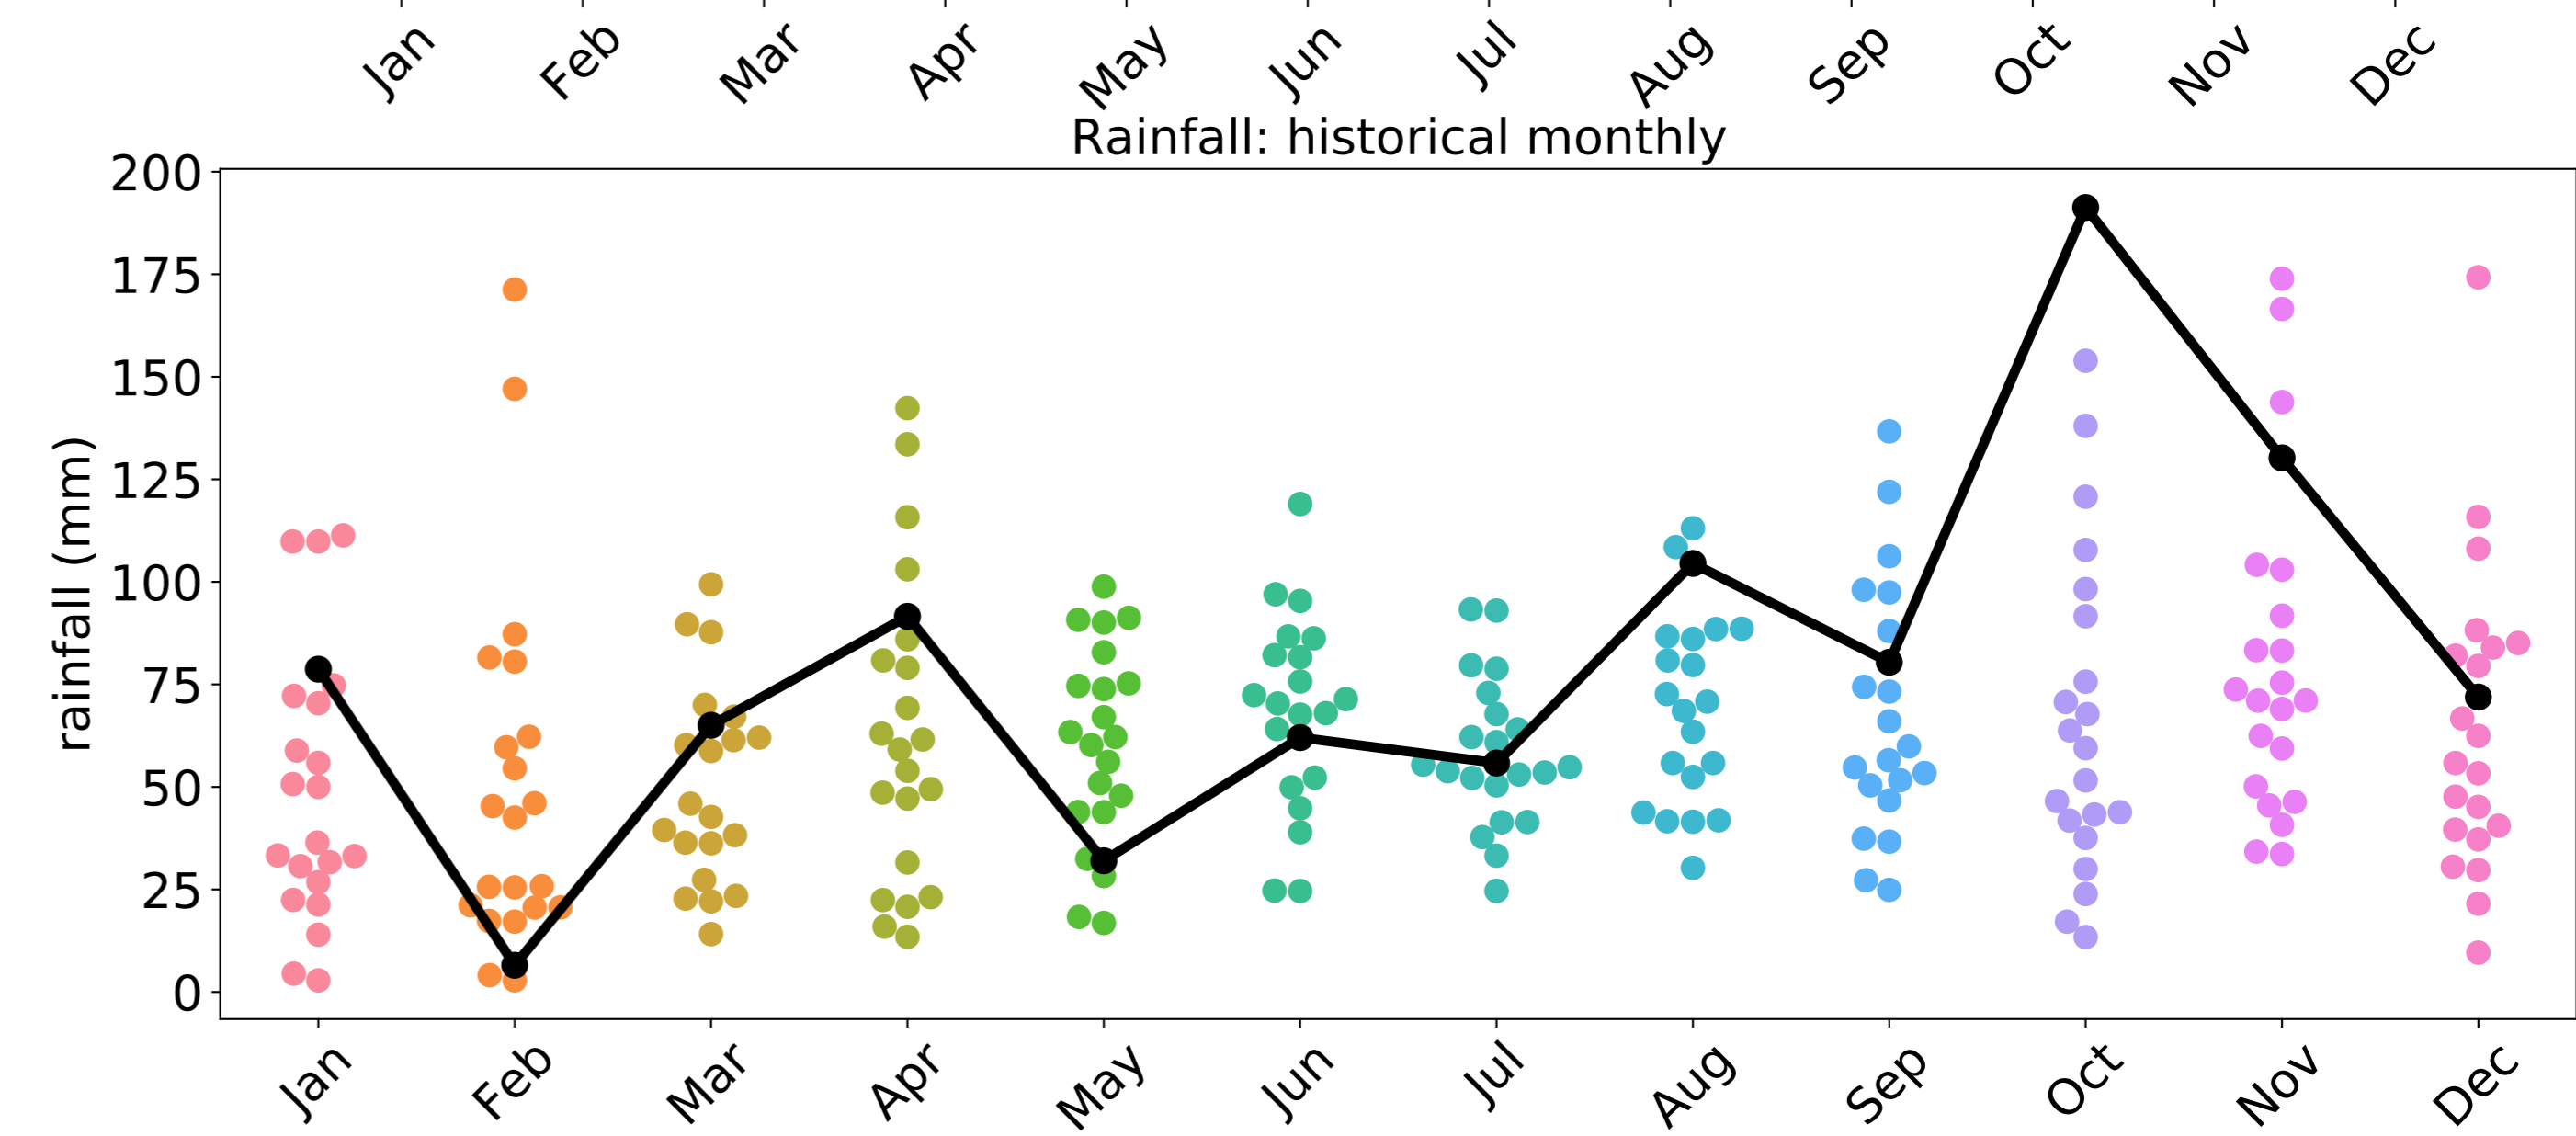 Jan Feb Mar Apr May Jun Jul Aug Sep Oct Nov Dec
Rainfall: historical monthly
200
175
150
125
100
75
50
25
0
rainfall (mm)
Jan Feb Mar Apr May Jun Jul Aug Sep Oct Nov Dec